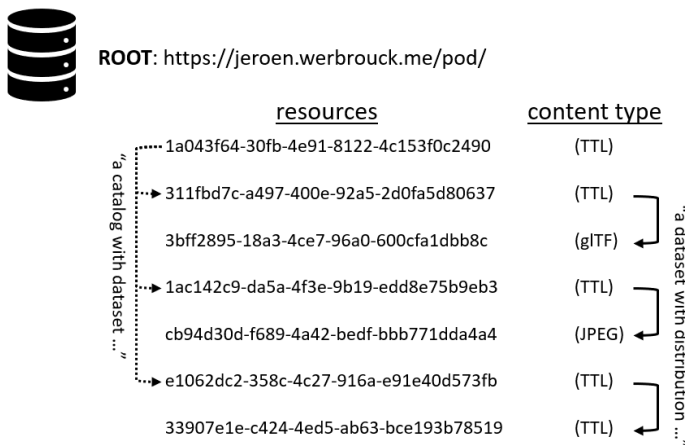 ROOT: https://jeroen.werbrouck.me/pod/
resources content type
1a043f64-30fb-4e91-8122-4c153f0c2490 (TTL)
311fbd7c-a497-400e-92a5-2d0fa5d80637 (TTL)
3bff2895-18a3-4ce7-96a0-600cfa1dbb8c (glTF)
1ac142c9-da5a-4f3e-9b19-edd8e75b9eb3 (TTL)
cb94d30d-f689-4a42-bedf-bbb771dda4a4 (JPEG)
e1062dc2-358c-4c27-916a-e91e40d573fb (TTL)
33907e1e-c424-4ed5-ab63-bce193b78519 (TTL)
“a catalog with dataset ...”
“a dataset with distribution ...”